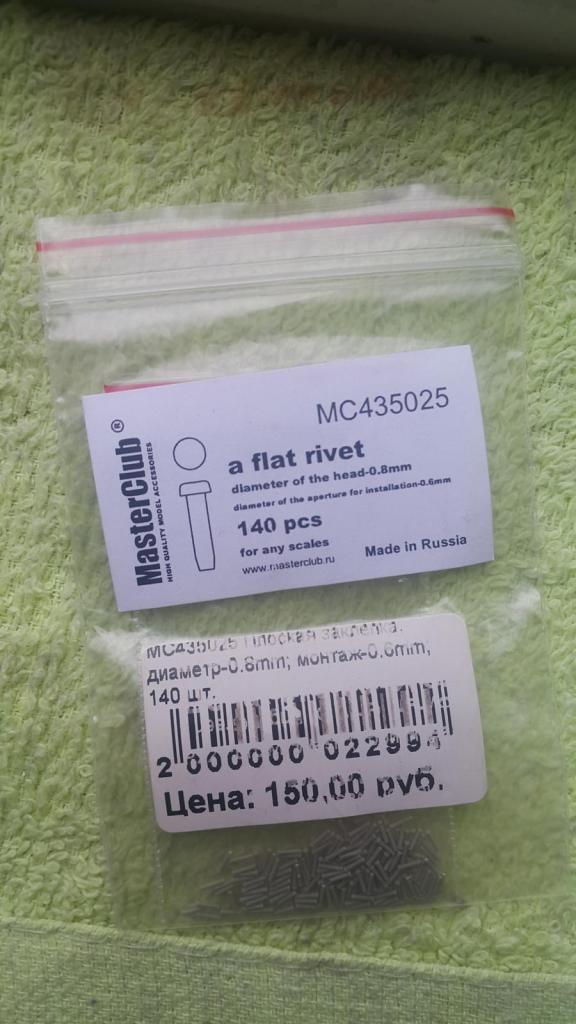 MC435025
MasterClub®
HIGH QUALITY MODEL ACCESSORIES
a flat rivet
diameter of the head-0.8mm
diameter of the aperture for installation-0.6mm
140 pcs
for any scales
www.masterclub.ru
Made in Russia
MC435025 Плоская заклепка.
диаметр-0.8mm; монтаж-0.6mm;
140 шт.
2 000000 022994
Цена: 150,00 руб.